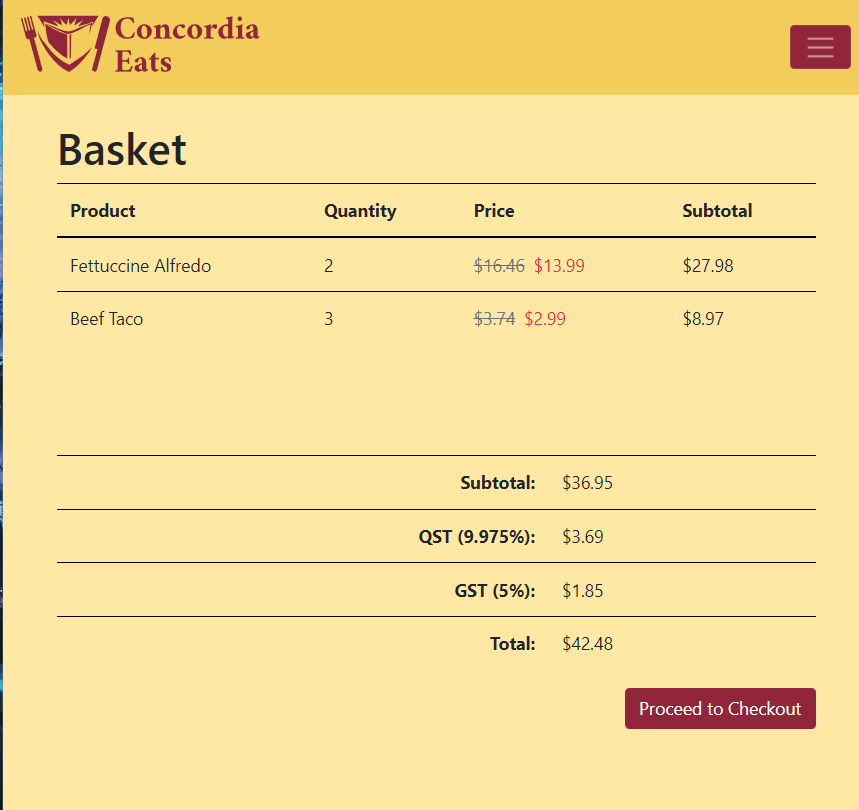 Concordia
Eats
Basket
Product Quantity Price Subtotal
Fettuccine Alfredo 2 $16.46 $13.99 $27.98
Beef Taco 3 $3.74 $2.99 $8.97
Subtotal: $36.95
QST (9.975%): $3.69
GST (5%): $1.85
Total: $42.48
Proceed to Checkout